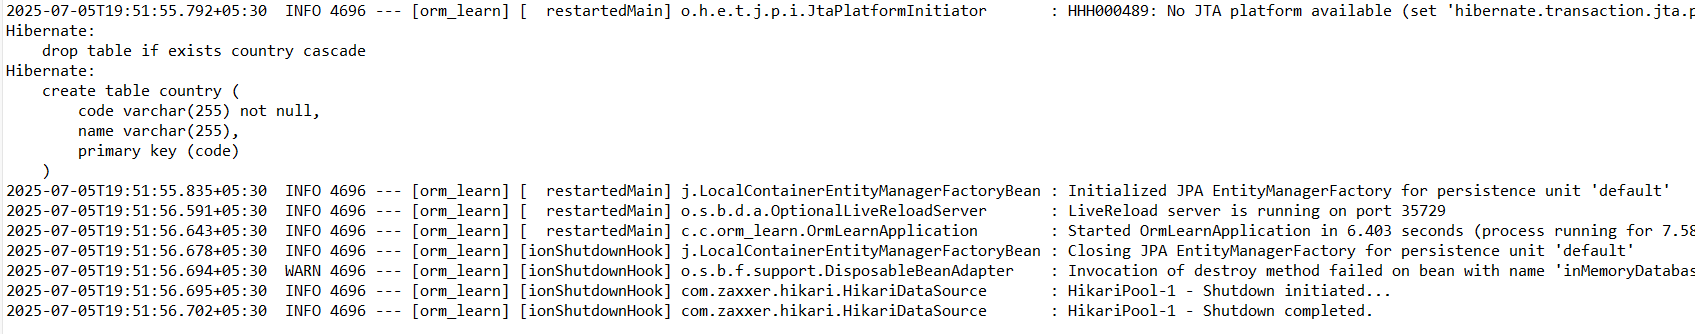 2025-07-05T19:51:55.792+05:30  INFO 4696 --- [orm_learn] [  restartedMain] o.h.e.t.j.p.i.JtaPlatformInitiator       : HHH000489: No JTA platform available (set 'hibernate.transaction.jta.p
Hibernate:
    drop table if exists country cascade
Hibernate:
    create table country (
        code varchar(255) not null,
        name varchar(255),
        primary key (code)
    )
2025-07-05T19:51:55.835+05:30  INFO 4696 --- [orm_learn] [  restartedMain] j.LocalContainerEntityManagerFactoryBean : Initialized JPA EntityManagerFactory for persistence unit 'default'
2025-07-05T19:51:56.591+05:30  INFO 4696 --- [orm_learn] [  restartedMain] o.s.b.d.a.OptionalLiveReloadServer       : LiveReload server is running on port 35729
2025-07-05T19:51:56.643+05:30  INFO 4696 --- [orm_learn] [  restartedMain] c.c.orm_learn.OrmLearnApplication        : Started OrmLearnApplication in 6.403 seconds (process running for 7.58
2025-07-05T19:51:56.678+05:30  INFO 4696 --- [orm_learn] [ionShutdownHook] j.LocalContainerEntityManagerFactoryBean : Closing JPA EntityManagerFactory for persistence unit 'default'
2025-07-05T19:51:56.694+05:30  WARN 4696 --- [orm_learn] [ionShutdownHook] o.s.b.f.support.DisposableBeanAdapter    : Invocation of destroy method failed on bean with name 'inMemoryDatabas
2025-07-05T19:51:56.695+05:30  INFO 4696 --- [orm_learn] [ionShutdownHook] com.zaxxer.hikari.HikariDataSource       : HikariPool-1 - Shutdown initiated...
2025-07-05T19:51:56.702+05:30  INFO 4696 --- [orm_learn] [ionShutdownHook] com.zaxxer.hikari.HikariDataSource       : HikariPool-1 - Shutdown completed.